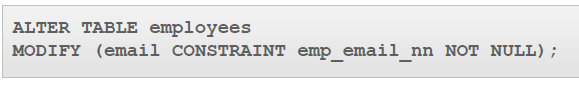 ALTER TABLE employees
MODIFY (email CONSTRAINT emp_email_nn NOT NULL);